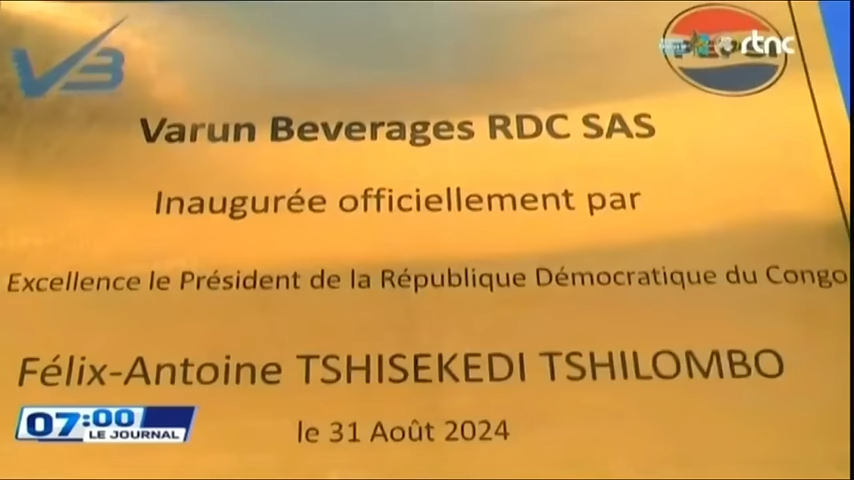 VB
rtnc
Varun Beverages RDC SAS
Inaugurée officiellement par
Excellence le Président de la République Démocratique du Congo
Félix-Antoine TSHISEKEDI TSHILOMBO
le 31 Août 2024
07:00
LE JOURNAL